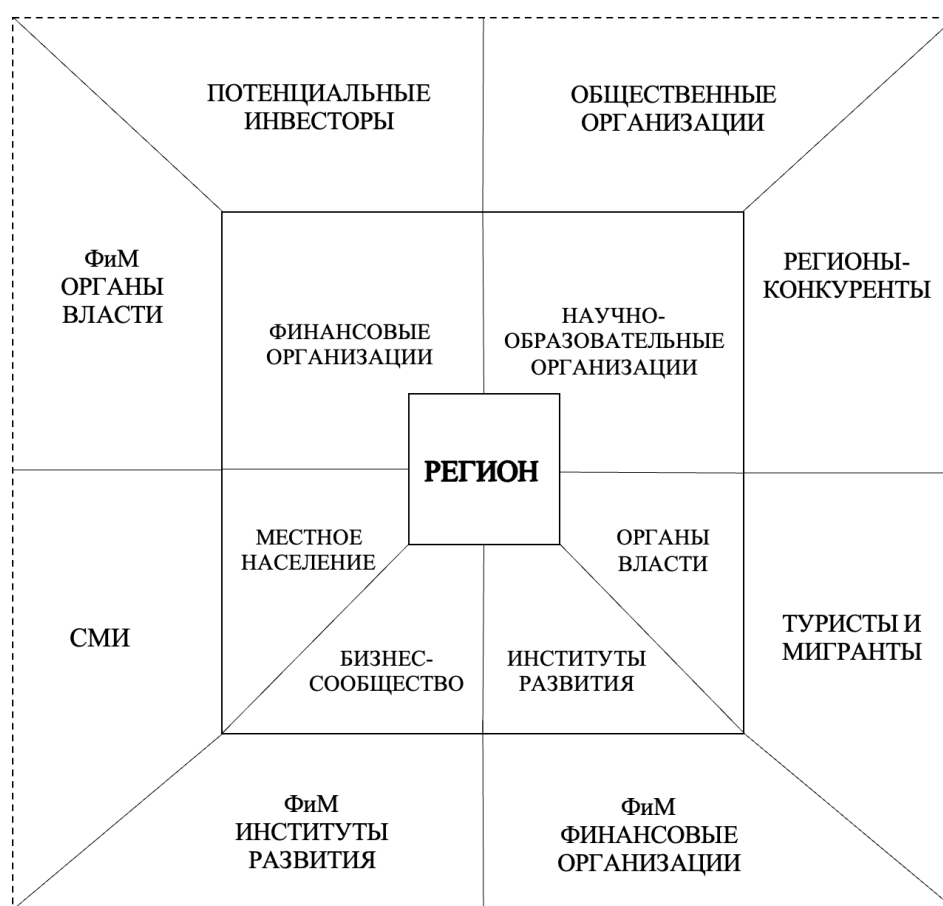 ПОТЕНЦИАЛЬНЫЕ
ИНВЕСТОРЫ
ОБЩЕСТВЕННЫЕ
ОРГАНИЗАЦИИ
ФиМ
ОРГАНЫ
ВЛАСТИ
ФИНАНСОВЫЕ
ОРГАНИЗАЦИИ
НАУЧНО-
ОБРАЗОВАТЕЛЬНЫЕ
ОРГАНИЗАЦИИ
РЕГИОНЫ-
КОНКУРЕНТЫ
РЕГИОН
СМИ
МЕСТНОЕ
НАСЕЛЕНИЕ
ОРГАНЫ
ВЛАСТИ
ТУРИСТЫ И
МИГРАНТЫ
БИЗНЕС-
СООБЩЕСТВО
ИНСТИТУТЫ
РАЗВИТИЯ
ФиМ
ИНСТИТУТЫ
РАЗВИТИЯ
ФиМ
ФИНАНСОВЫЕ
ОРГАНИЗАЦИИ